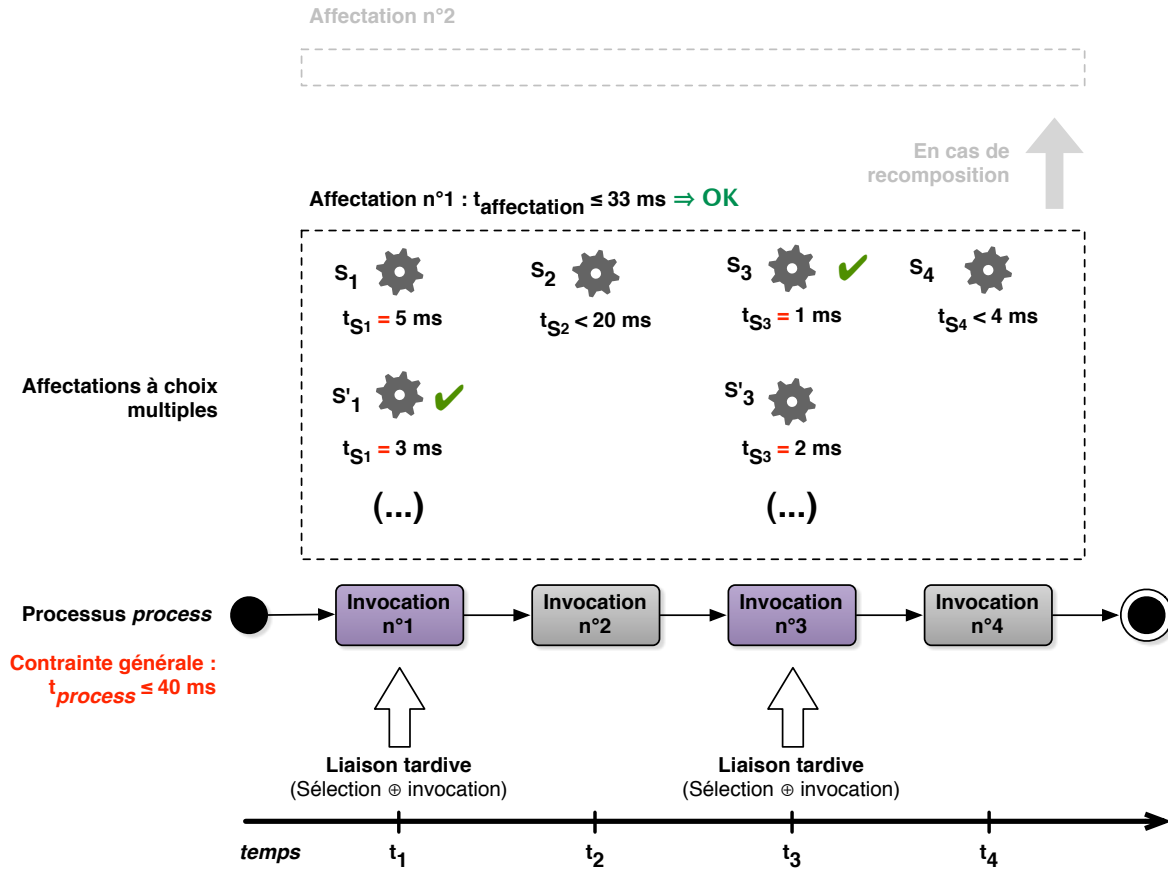 Affectation n°2
En cas de
recomposition
Affectation n°1 : t affectation ≤ 33 ms ⇒ OK
S1
S2
S3 ✔
S4
tS1 = 5 ms
tS2 < 20 ms
tS3 = 1 ms
tS4 < 4 ms
Affectations à choix
multiples
S'1 ✔
S'3
tS1 = 3 ms
tS3 = 2 ms
(...)
(...)
Processus process
Invocation
n°1
Invocation
n°2
Invocation
n°3
Invocation
n°4
Contrainte générale :
tprocess ≤ 40 ms
Liaison tardive
(Sélection ⊕ invocation)
Liaison tardive
(Sélection ⊕ invocation)
temps
t1
t2
t3
t4